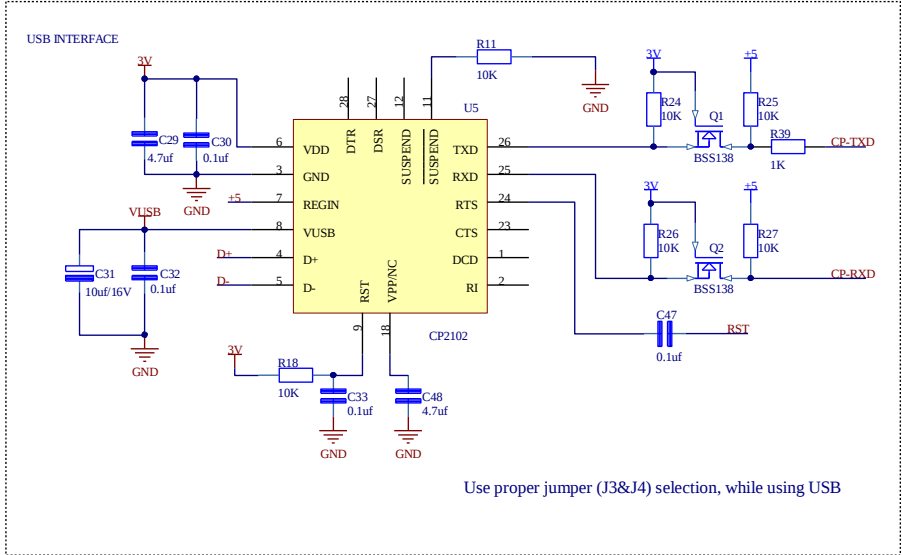 USB INTERFACE
3V
C29
4.7uf
C30
0.1uf
GND
+5
VUSB
C31
10uf/16V
C32
0.1uf
GND
D+
D-
3V
R18
10K
C33
0.1uf
GND
C48
4.7uf
GND
R11
10K
GND
U5
CP2102
28
27
12
11
DTR
DSR
SUSPEND
SUSPEND
6 VDD
3 GND
7 REGIN
8 VUSB
4 D+
5 D-
TXD 26
RXD 25
RTS 24
CTS 23
DCD 1
RI 2
RST
VPP/NC
9
18
3V
R24
10K
Q1
BSS138
+5
R25
10K
R39
1K
CP-TXD
3V
R26
10K
Q2
BSS138
+5
R27
10K
CP-RXD
C47
0.1uf
RST
Use proper jumper (J3&J4) selection, while using USB